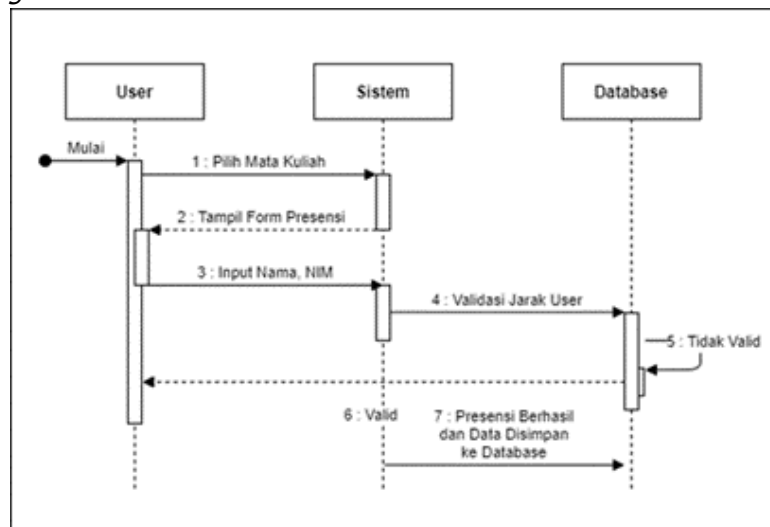 User
Sistem
Database
Mulai
1 : Pilih Mata Kuliah
2 : Tampil Form Presensi
3 : Input Nama, NIM
4 : Validasi Jarak User
5 : Tidak Valid
6 : Valid
7 : Presensi Berhasil
dan Data Disimpan
ke Database